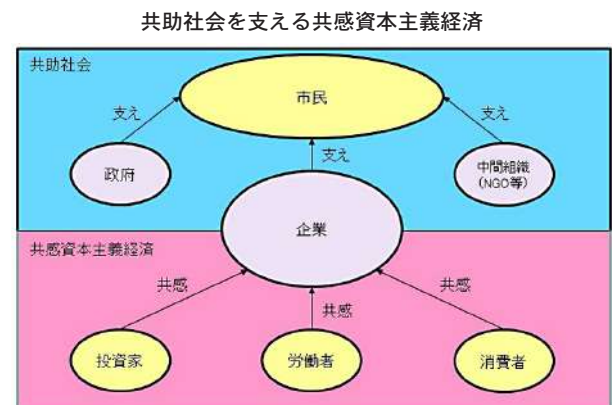 共助社会を支える共感資本主義経済
共助社会
市民
支え
支え
支え
政府
中間組織
(NGO等)
企業
共感資本主義経済
共感
共感
共感
投資家
労働者
消費者